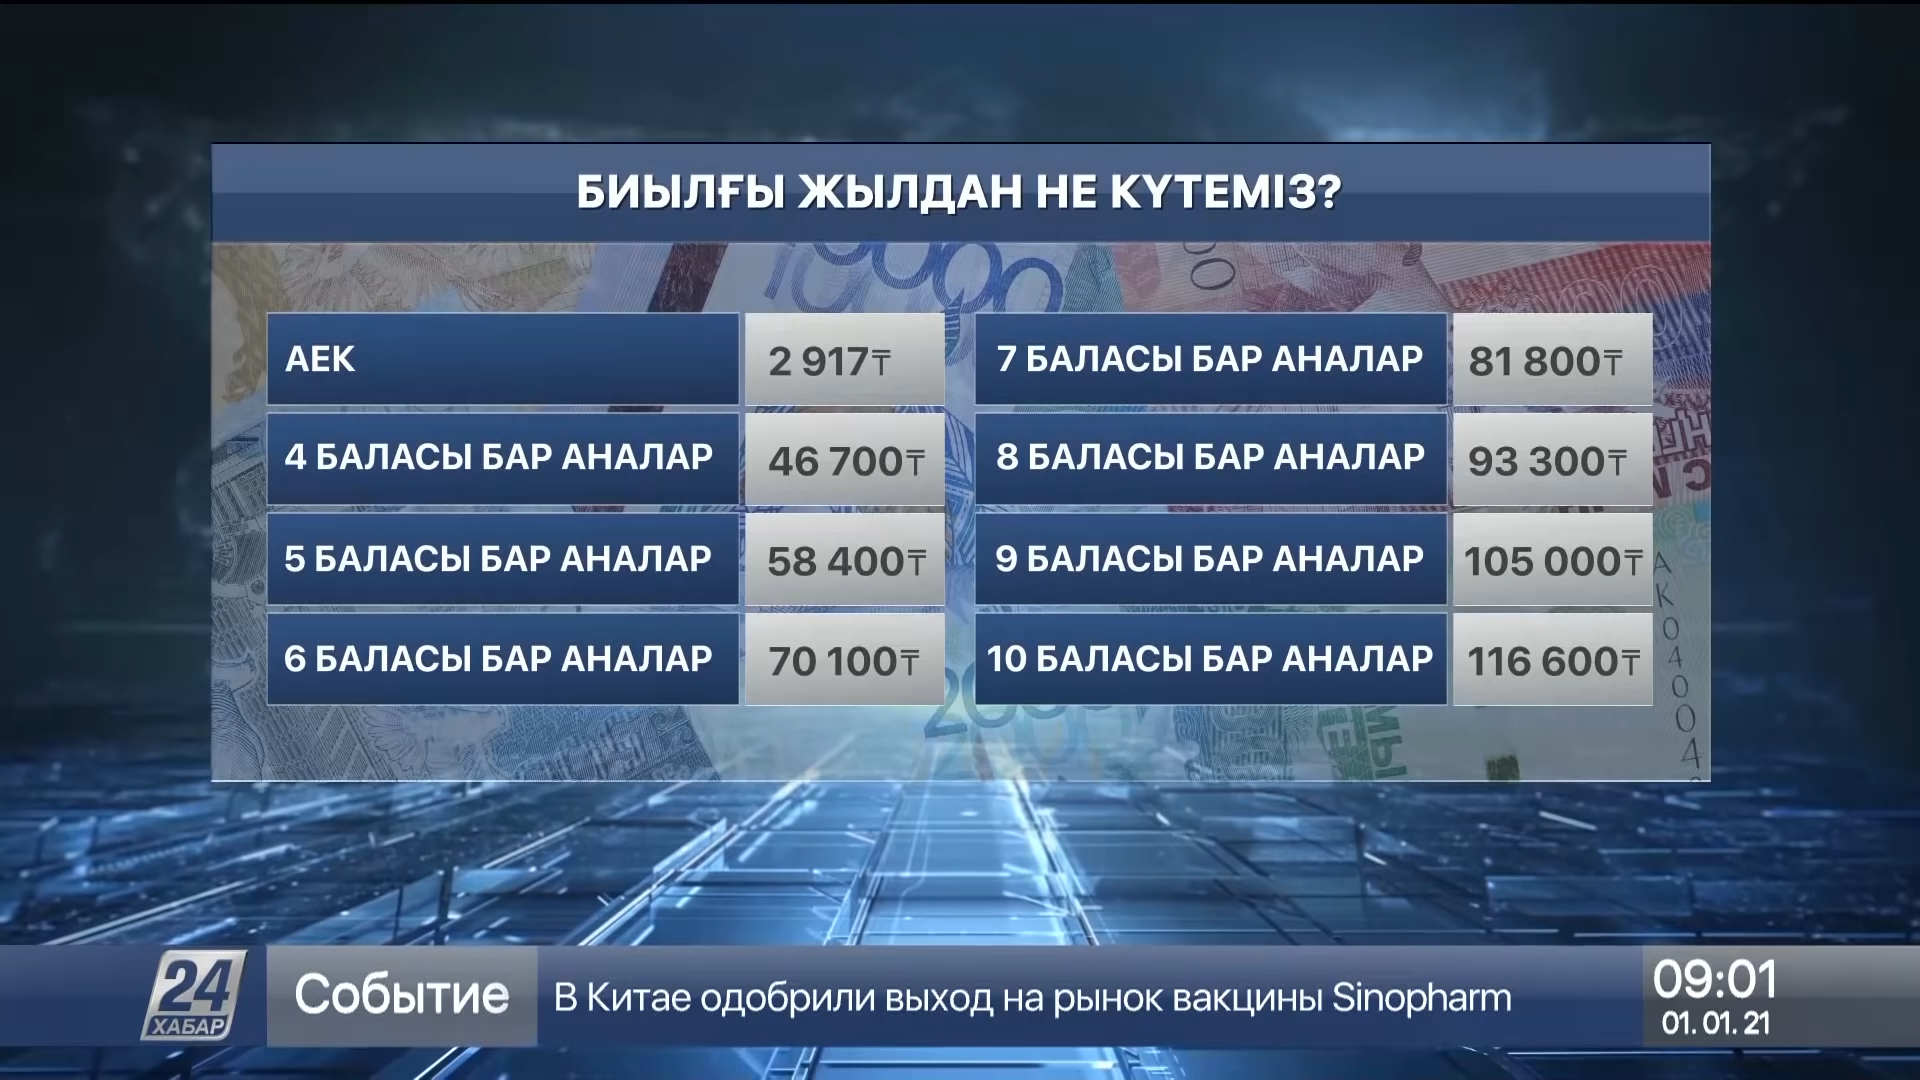 БИЫЛҒЫ ЖЫЛДАН НЕ КҮТЕМІЗ?
АЕК 2 917₸
4 БАЛАСЫ БАР АНАЛАР 46 700₸
5 БАЛАСЫ БАР АНАЛАР 58 400₸
6 БАЛАСЫ БАР АНАЛАР 70 100₸
7 БАЛАСЫ БАР АНАЛАР 81 800₸
8 БАЛАСЫ БАР АНАЛАР 93 300₸
9 БАЛАСЫ БАР АНАЛАР 105 000₸
10 БАЛАСЫ БАР АНАЛАР 116 600₸
24
ХАБАР
Событие
В Китае одобрили выход на рынок вакцины Sinopharm
09:01
01. 01. 21